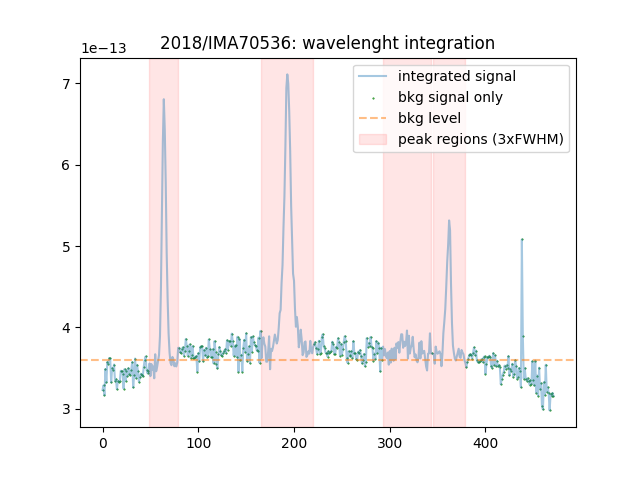 1e−13
2018/IMA70536: wavelenght integration
integrated signal
bkg signal only
bkg level
peak regions (3xFWHM)
7
6
5
4
3
0 100 200 300 400